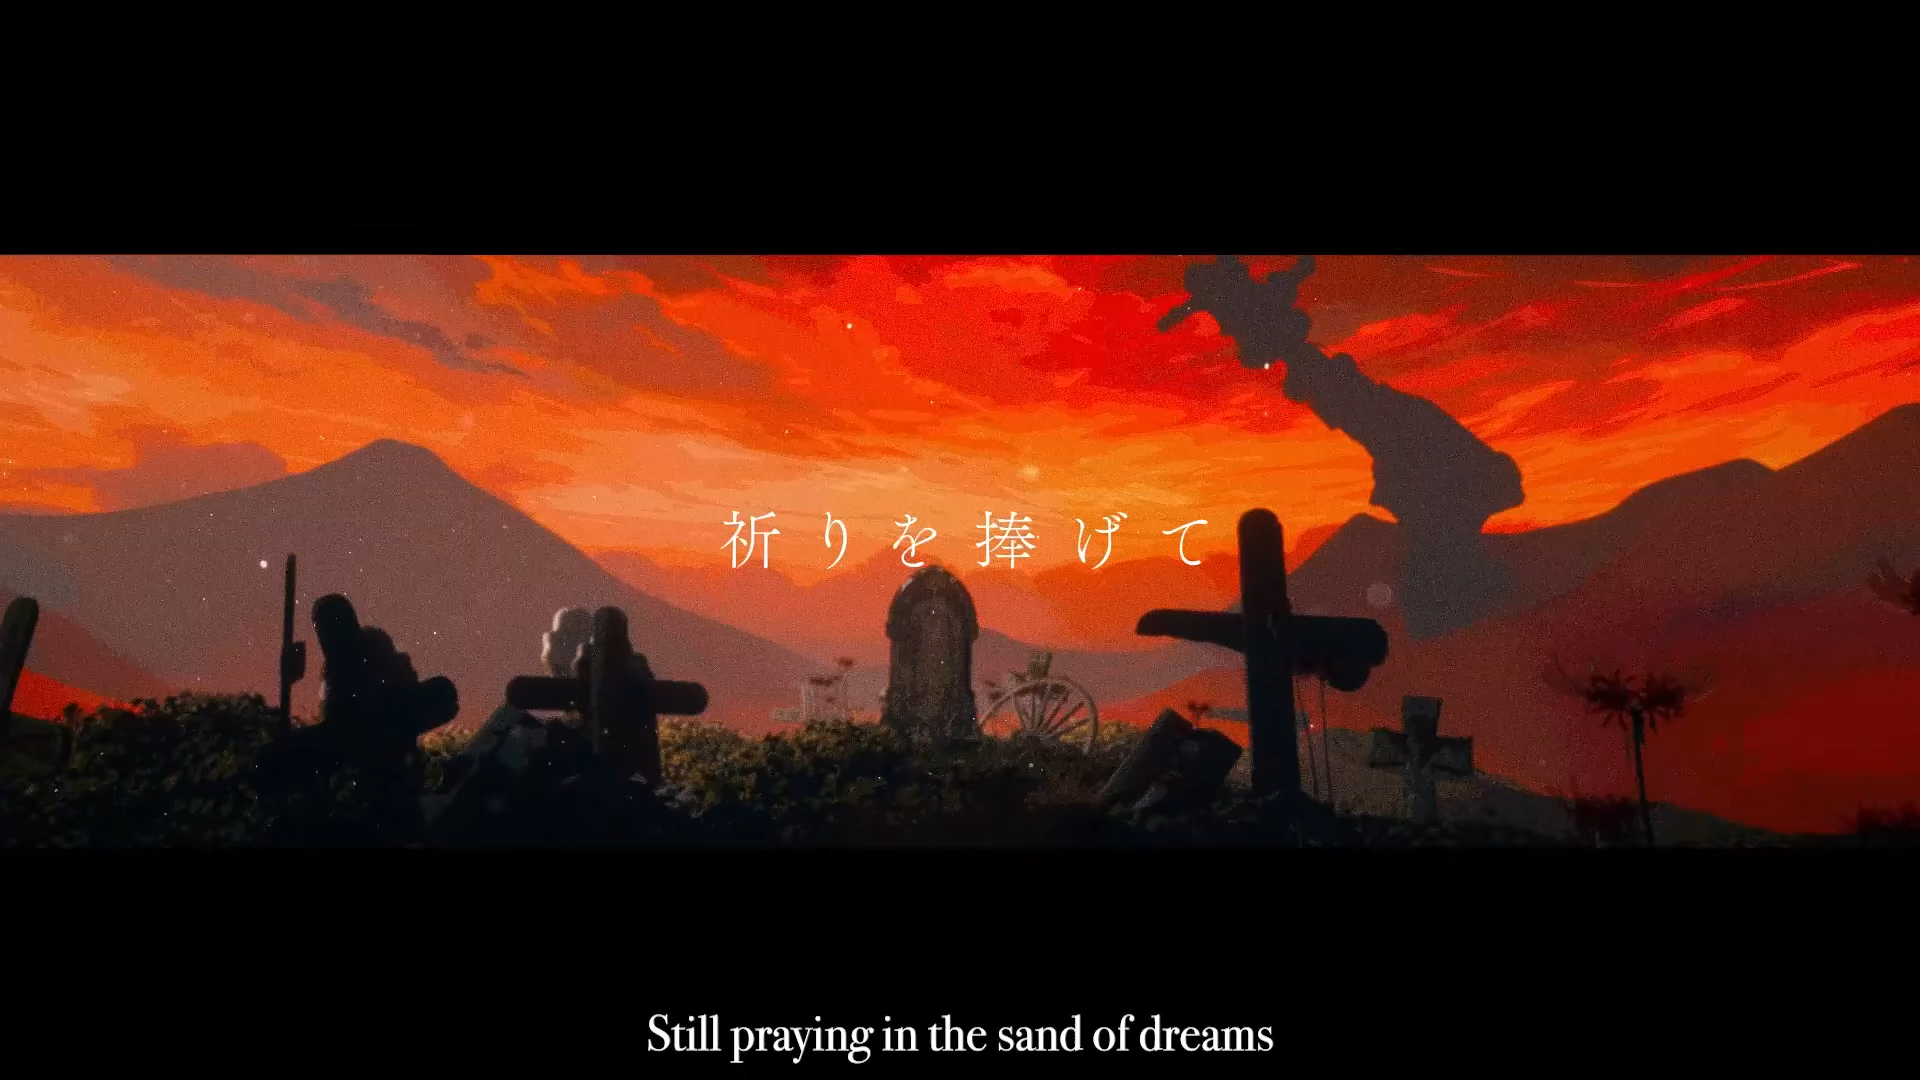 祈りを捧げて
Still praying in the sand of dreams